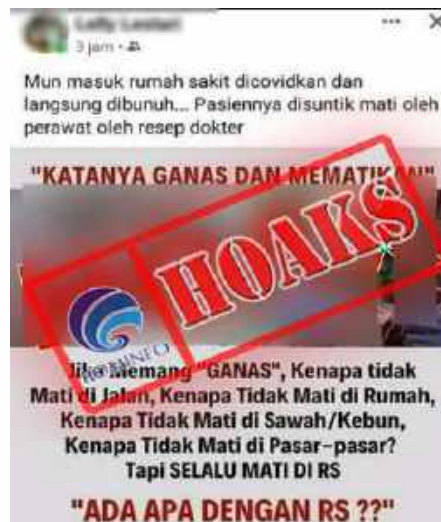 3 jam
Mun masuk rumah sakit dicovidkan dan
langsung dibunuh... Pasiennya disuntik mati oleh
perawat oleh resep dokter
"KATANYA GANAS DAN MEMATIKAN"
HOAKS
KOMINFO
Jika Memang "GANAS", Kenapa tidak
Mati di Jalan, Kenapa Tidak Mati di Rumah,
Kenapa Tidak Mati di Sawah/Kebun,
Kenapa Tidak Mati di Pasar-pasar?
Tapi SELALU MATI DI RS
"ADA APA DENGAN RS ??"